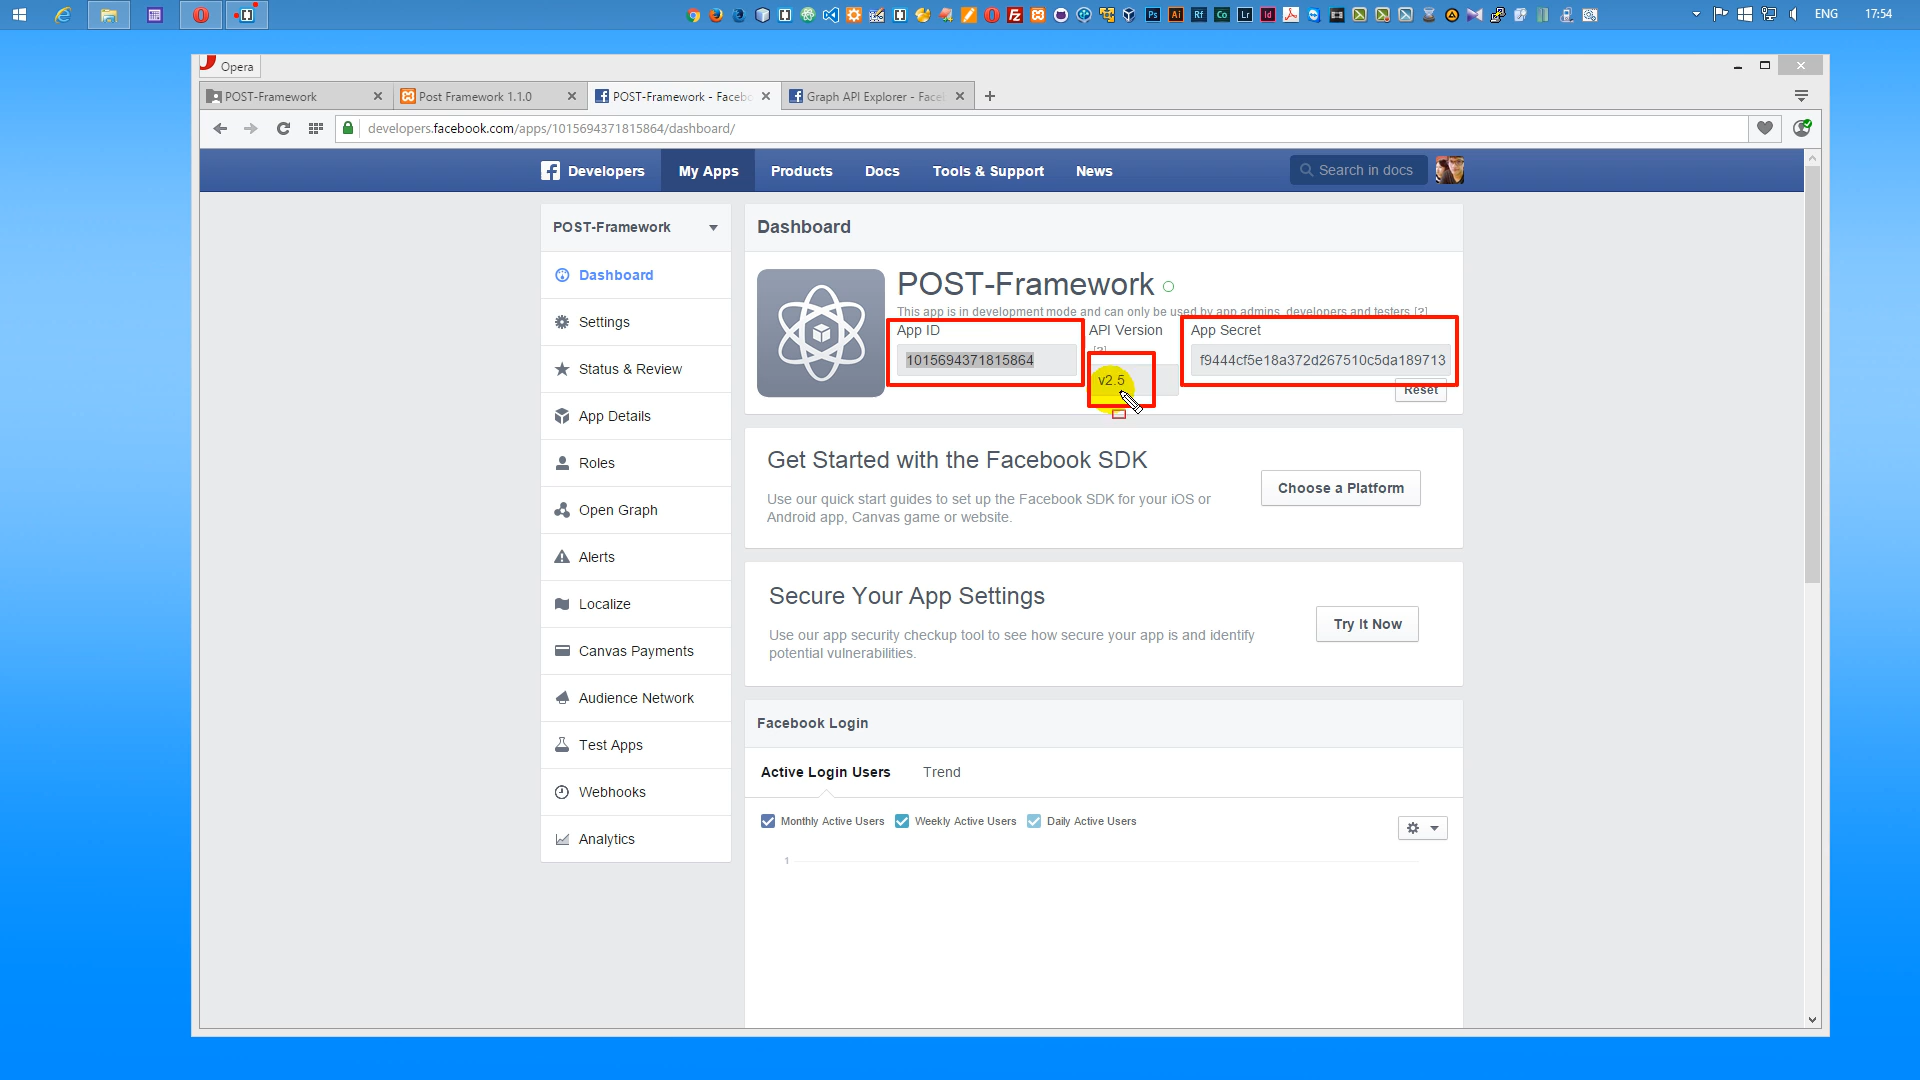 ENG
17:54
Opera
POST-Framework
Post Framework 1.1.0
POST-Framework - Facebo
Graph API Explorer - Face
developers.facebook.com/apps/1015694371815864/dashboard/
Developers
My Apps
Products
Docs
Tools & Support
News
Search in docs
POST-Framework
Dashboard
Settings
Status & Review
App Details
Roles
Open Graph
Alerts
Localize
Canvas Payments
Audience Network
Test Apps
Webhooks
Analytics
Dashboard
POST-Framework
This app is in development mode and can only be used by app admins, developers and testers [?]
App ID
1015694371815864
API Version
[?]
v2.5
App Secret
f9444cf5e18a372d267510c5da189713
Reset
Get Started with the Facebook SDK
Use our quick start guides to set up the Facebook SDK for your iOS or
Android app, Canvas game or website.
Choose a Platform
Secure Your App Settings
Use our app security checkup tool to see how secure your app is and identify
potential vulnerabilities.
Try It Now
Facebook Login
Active Login Users
Trend
Monthly Active Users
Weekly Active Users
Daily Active Users
1